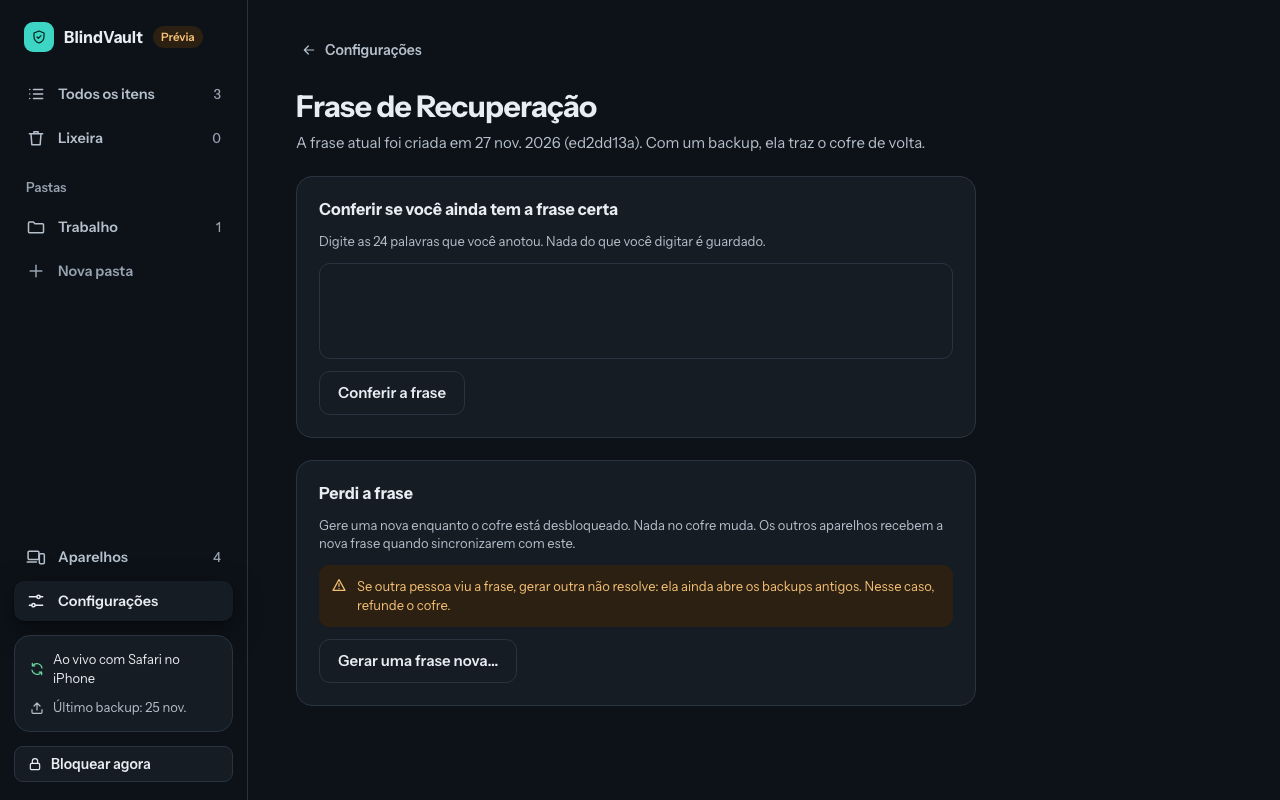 BlindVault Prévia
Todos os itens 3
Lixeira 0
Pastas
Trabalho 1
Nova pasta
Aparelhos 4
Configurações
Ao vivo com Safari no
iPhone
Último backup: 25 nov.
Bloquear agora
Configurações
Frase de Recuperação
A frase atual foi criada em 27 nov. 2026 (ed2dd13a). Com um backup, ela traz o cofre de volta.
Conferir se você ainda tem a frase certa
Digite as 24 palavras que você anotou. Nada do que você digitar é guardado.
Conferir a frase
Perdi a frase
Gere uma nova enquanto o cofre está desbloqueado. Nada no cofre muda. Os outros aparelhos recebem a
nova frase quando sincronizarem com este.
Se outra pessoa viu a frase, gerar outra não resolve: ela ainda abre os backups antigos. Nesse caso,
refunde o cofre.
Gerar uma frase nova...